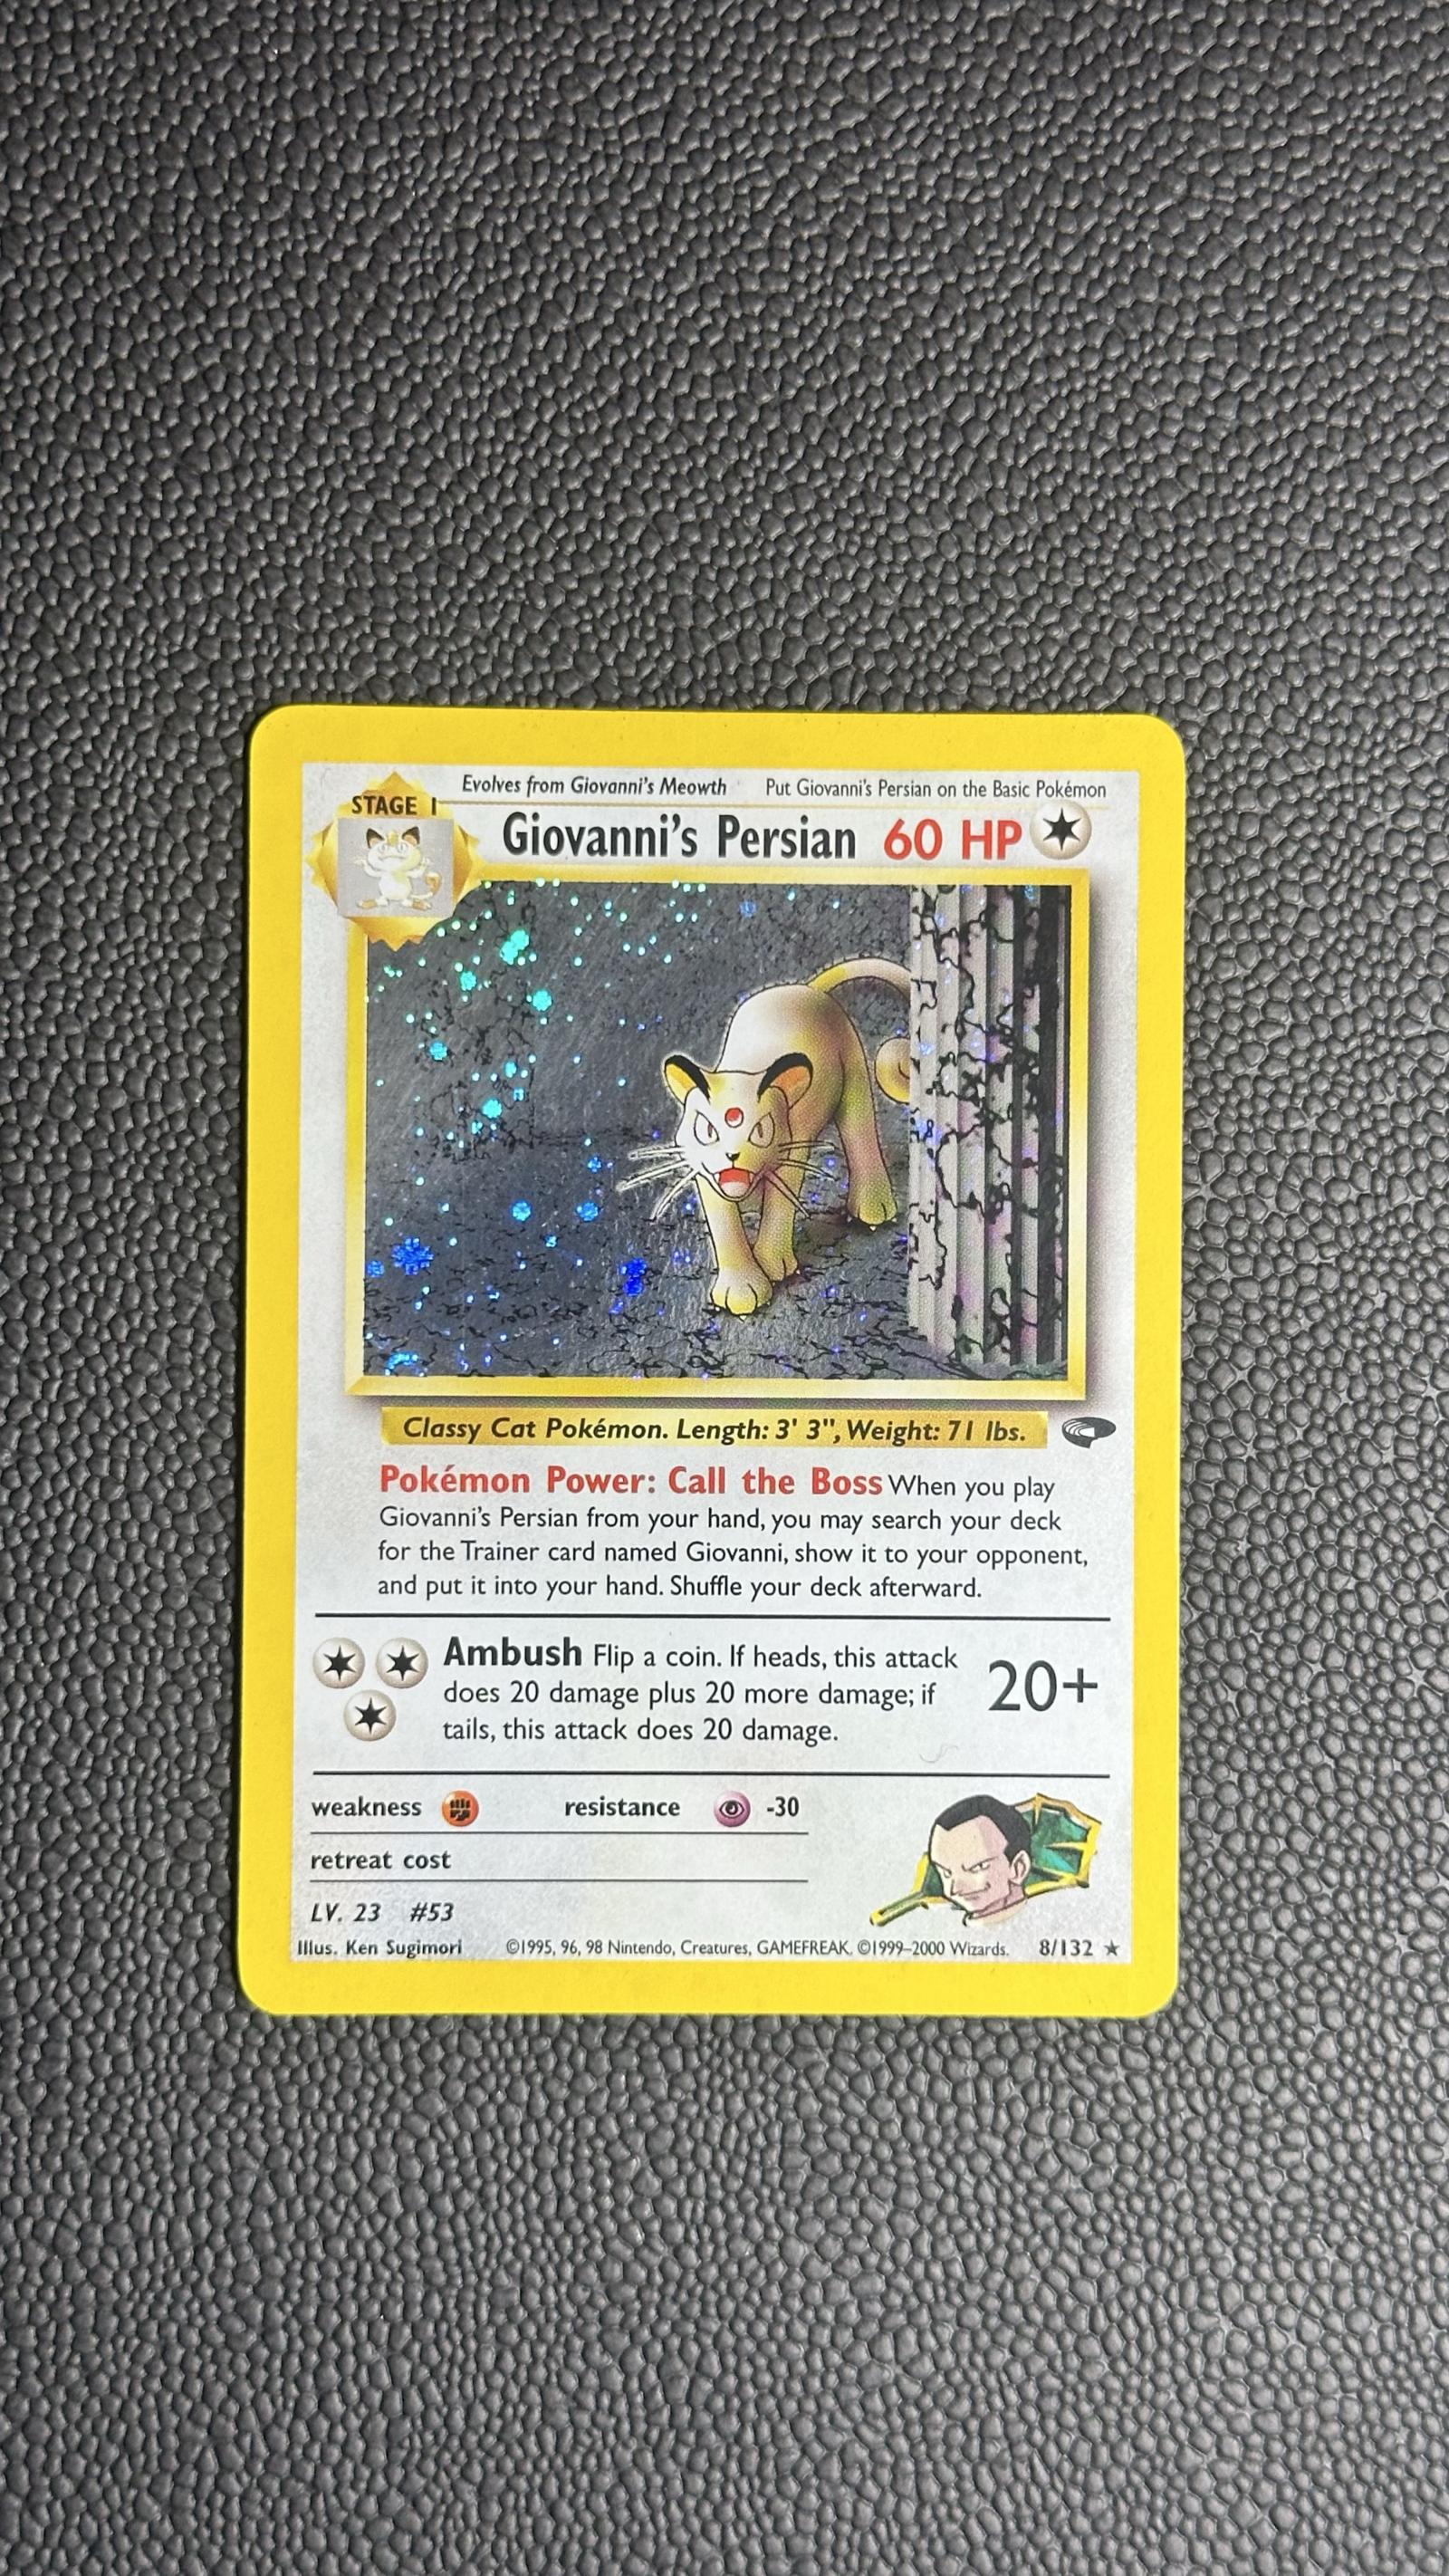 Evolves from Giovanni's Meowth Put Giovanni's Persian on the Basic Pokémon
STAGE 1
Giovanni's Persian 60 HP
Classy Cat Pokémon. Length: 3' 3", Weight: 71 lbs.
Pokémon Power: Call the Boss When you play
Giovanni's Persian from your hand, you may search your deck
for the Trainer card named Giovanni, show it to your opponent,
and put it into your hand. Shuffle your deck afterward.
Ambush Flip a coin. If heads, this attack
does 20 damage plus 20 more damage; if
tails, this attack does 20 damage.
20+
weakness resistance -30
retreat cost
LV. 23 #53
Illus. Ken Sugimori ©1995, 96, 98 Nintendo, Creatures, GAMEFREAK. ©1999–2000 Wizards. 8/132 ★